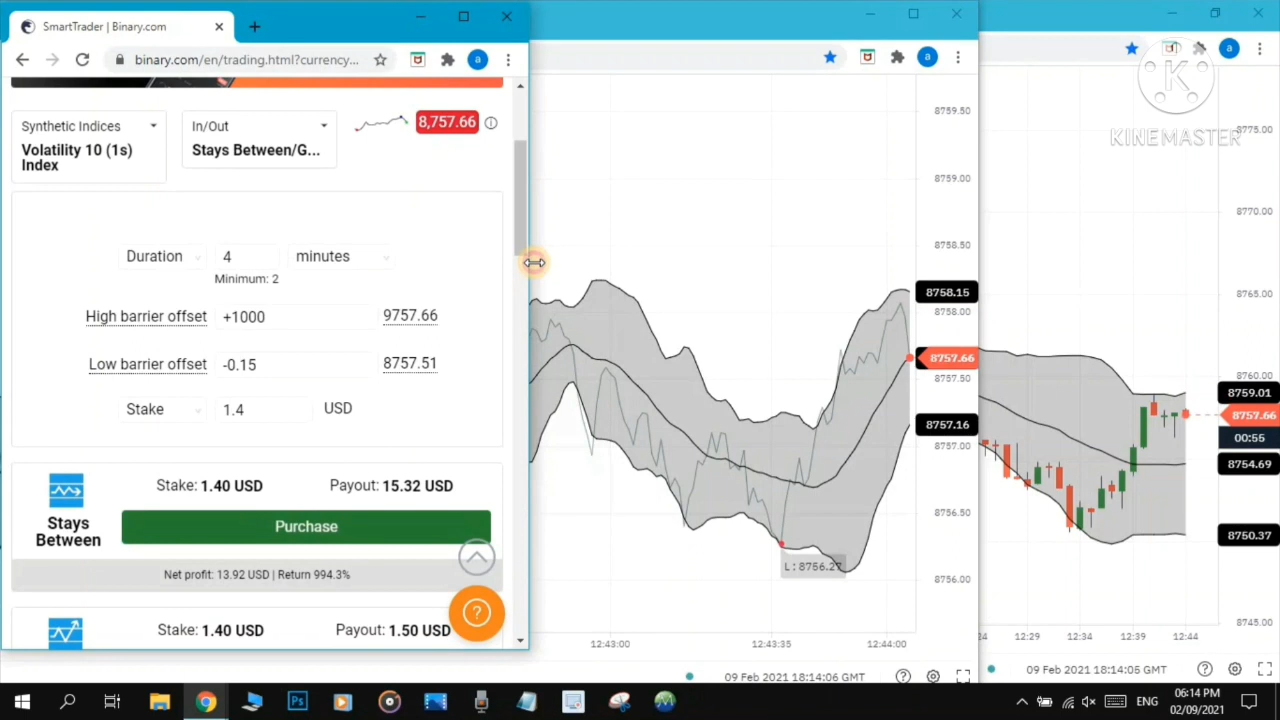 SmartTrader | Binary.com
binary.com/en/trading.html?currency...
a
a
a
KINEMASTER
Synthetic Indices
Volatility 10 (1s)
Index
In/Out
Stays Between/G...
8,757.66
Duration 4 minutes
Minimum: 2
High barrier offset +1000 9757.66
Low barrier offset -0.15 8757.51
Stake 1.4 USD
Stays
Between
Stake: 1.40 USD Payout: 15.32 USD
Purchase
Net profit: 13.92 USD | Return 994.3%
Stake: 1.40 USD Payout: 1.50 USD
8759.50
8759.00
8758.50
8758.15
8758.00
8757.66
8757.50
8757.16
8757.00
8756.50
8756.00
L : 8756.27
12:43:00 12:43:35 12:44:00
09 Feb 2021 18:14:06 GMT
8775.00
8770.00
8765.00
8760.00
8759.01
8757.66
00:55
8754.69
8750.37
8745.00
24 12:29 12:34 12:39 12:44
09 Feb 2021 18:14:05 GMT
Ps
ENG
06:14 PM
02/09/2021